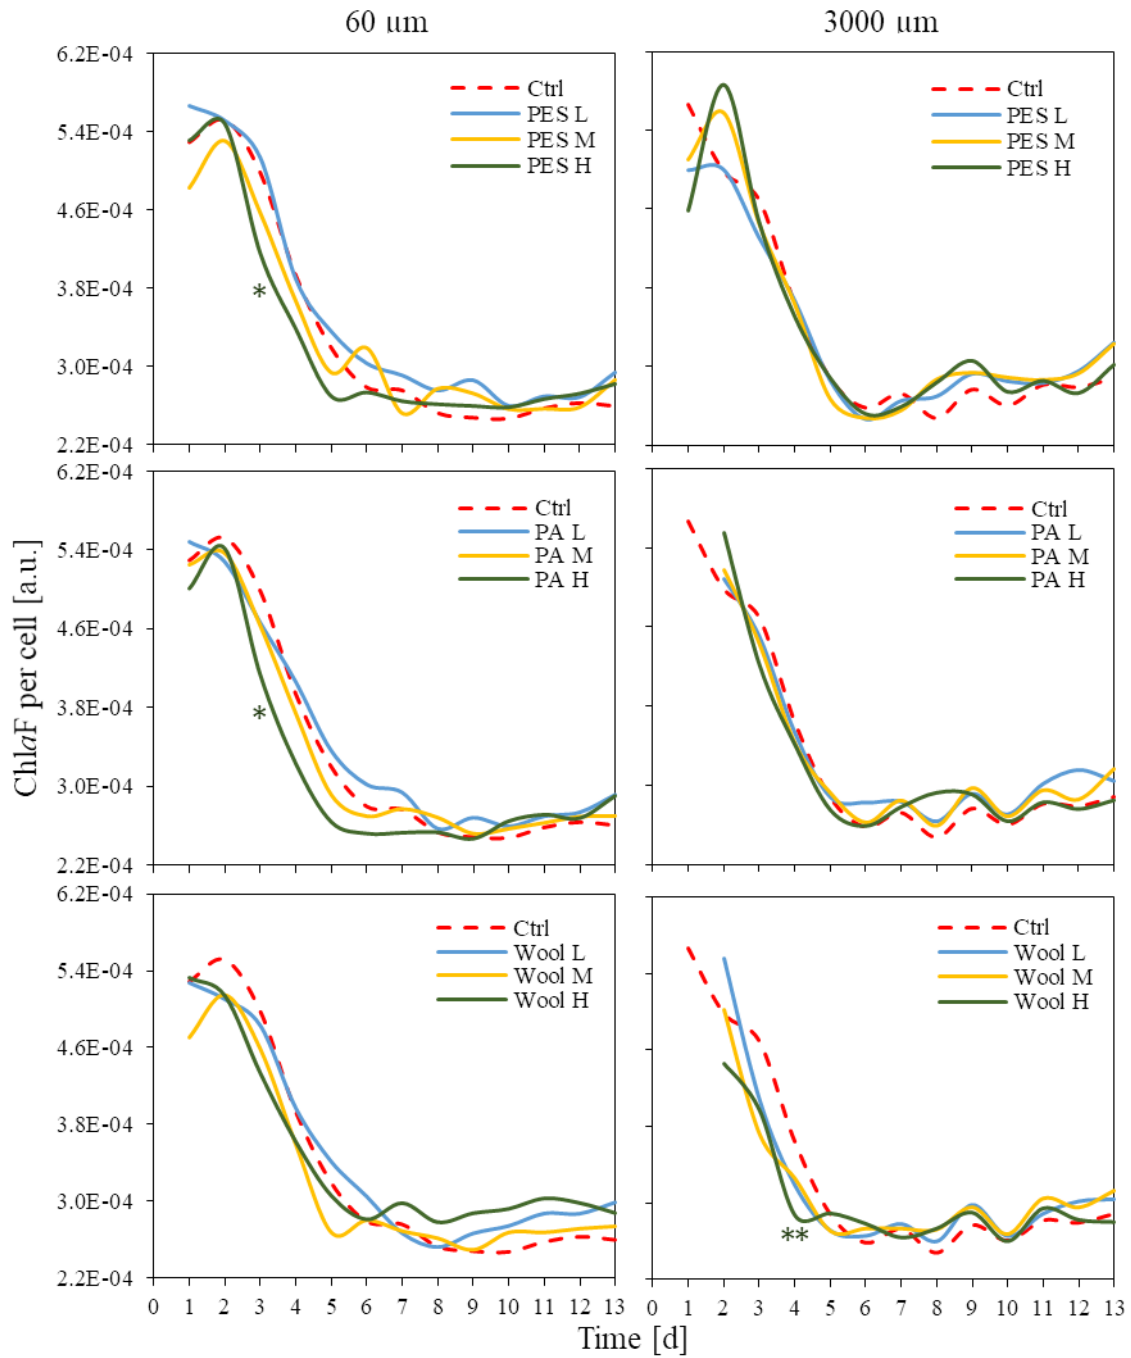 60 µm
3000 µm
6.2E-04
5.4E-04
4.6E-04
3.8E-04
3.0E-04
2.2E-04
Ctrl
PES L
PES M
PES H
*
Ctrl
PES L
PES M
PES H
6.2E-04
5.4E-04
4.6E-04
3.8E-04
3.0E-04
2.2E-04
Ctrl
PA L
PA M
PA H
*
Ctrl
PA L
PA M
PA H
ChlaF per cell [a.u.]
6.2E-04
5.4E-04
4.6E-04
3.8E-04
3.0E-04
2.2E-04
Ctrl
Wool L
Wool M
Wool H
Ctrl
Wool L
Wool M
Wool H
**
0 1 2 3 4 5 6 7 8 9 10 11 12 13
0 1 2 3 4 5 6 7 8 9 10 11 12 13
Time [d]